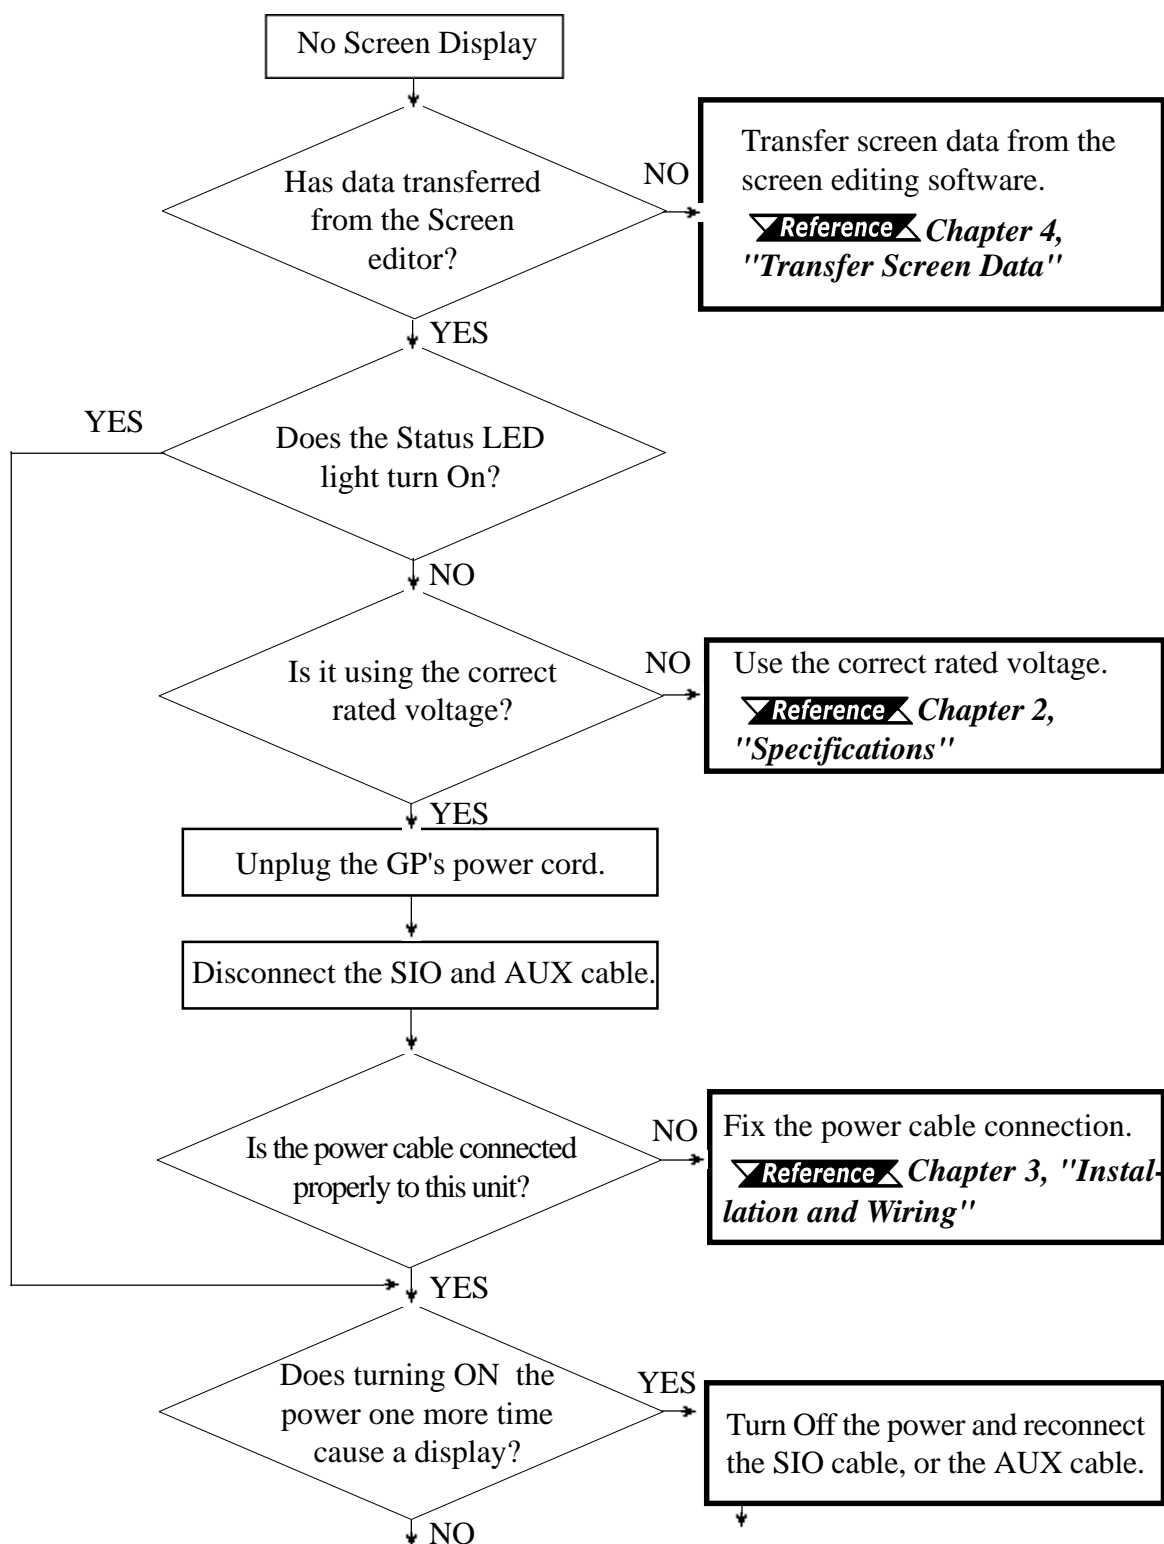 No Screen Display
Has data transferred
from the Screen
editor?
NO
Transfer screen data from the
screen editing software.
Reference Chapter 4,
"Transfer Screen Data"
YES
YES
Does the Status LED
light turn On?
NO
Is it using the correct
rated voltage?
NO
Use the correct rated voltage.
Reference Chapter 2,
"Specifications"
YES
Unplug the GP's power cord.
Disconnect the SIO and AUX cable.
Is the power cable connected
properly to this unit?
NO
Fix the power cable connection.
Reference Chapter 3, "Instal-
lation and Wiring"
YES
Does turning ON the
power one more time
cause a display?
YES
Turn Off the power and reconnect
the SIO cable, or the AUX cable.
NO